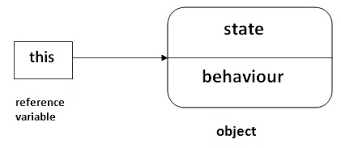 this
reference
variable
state
behaviour
object